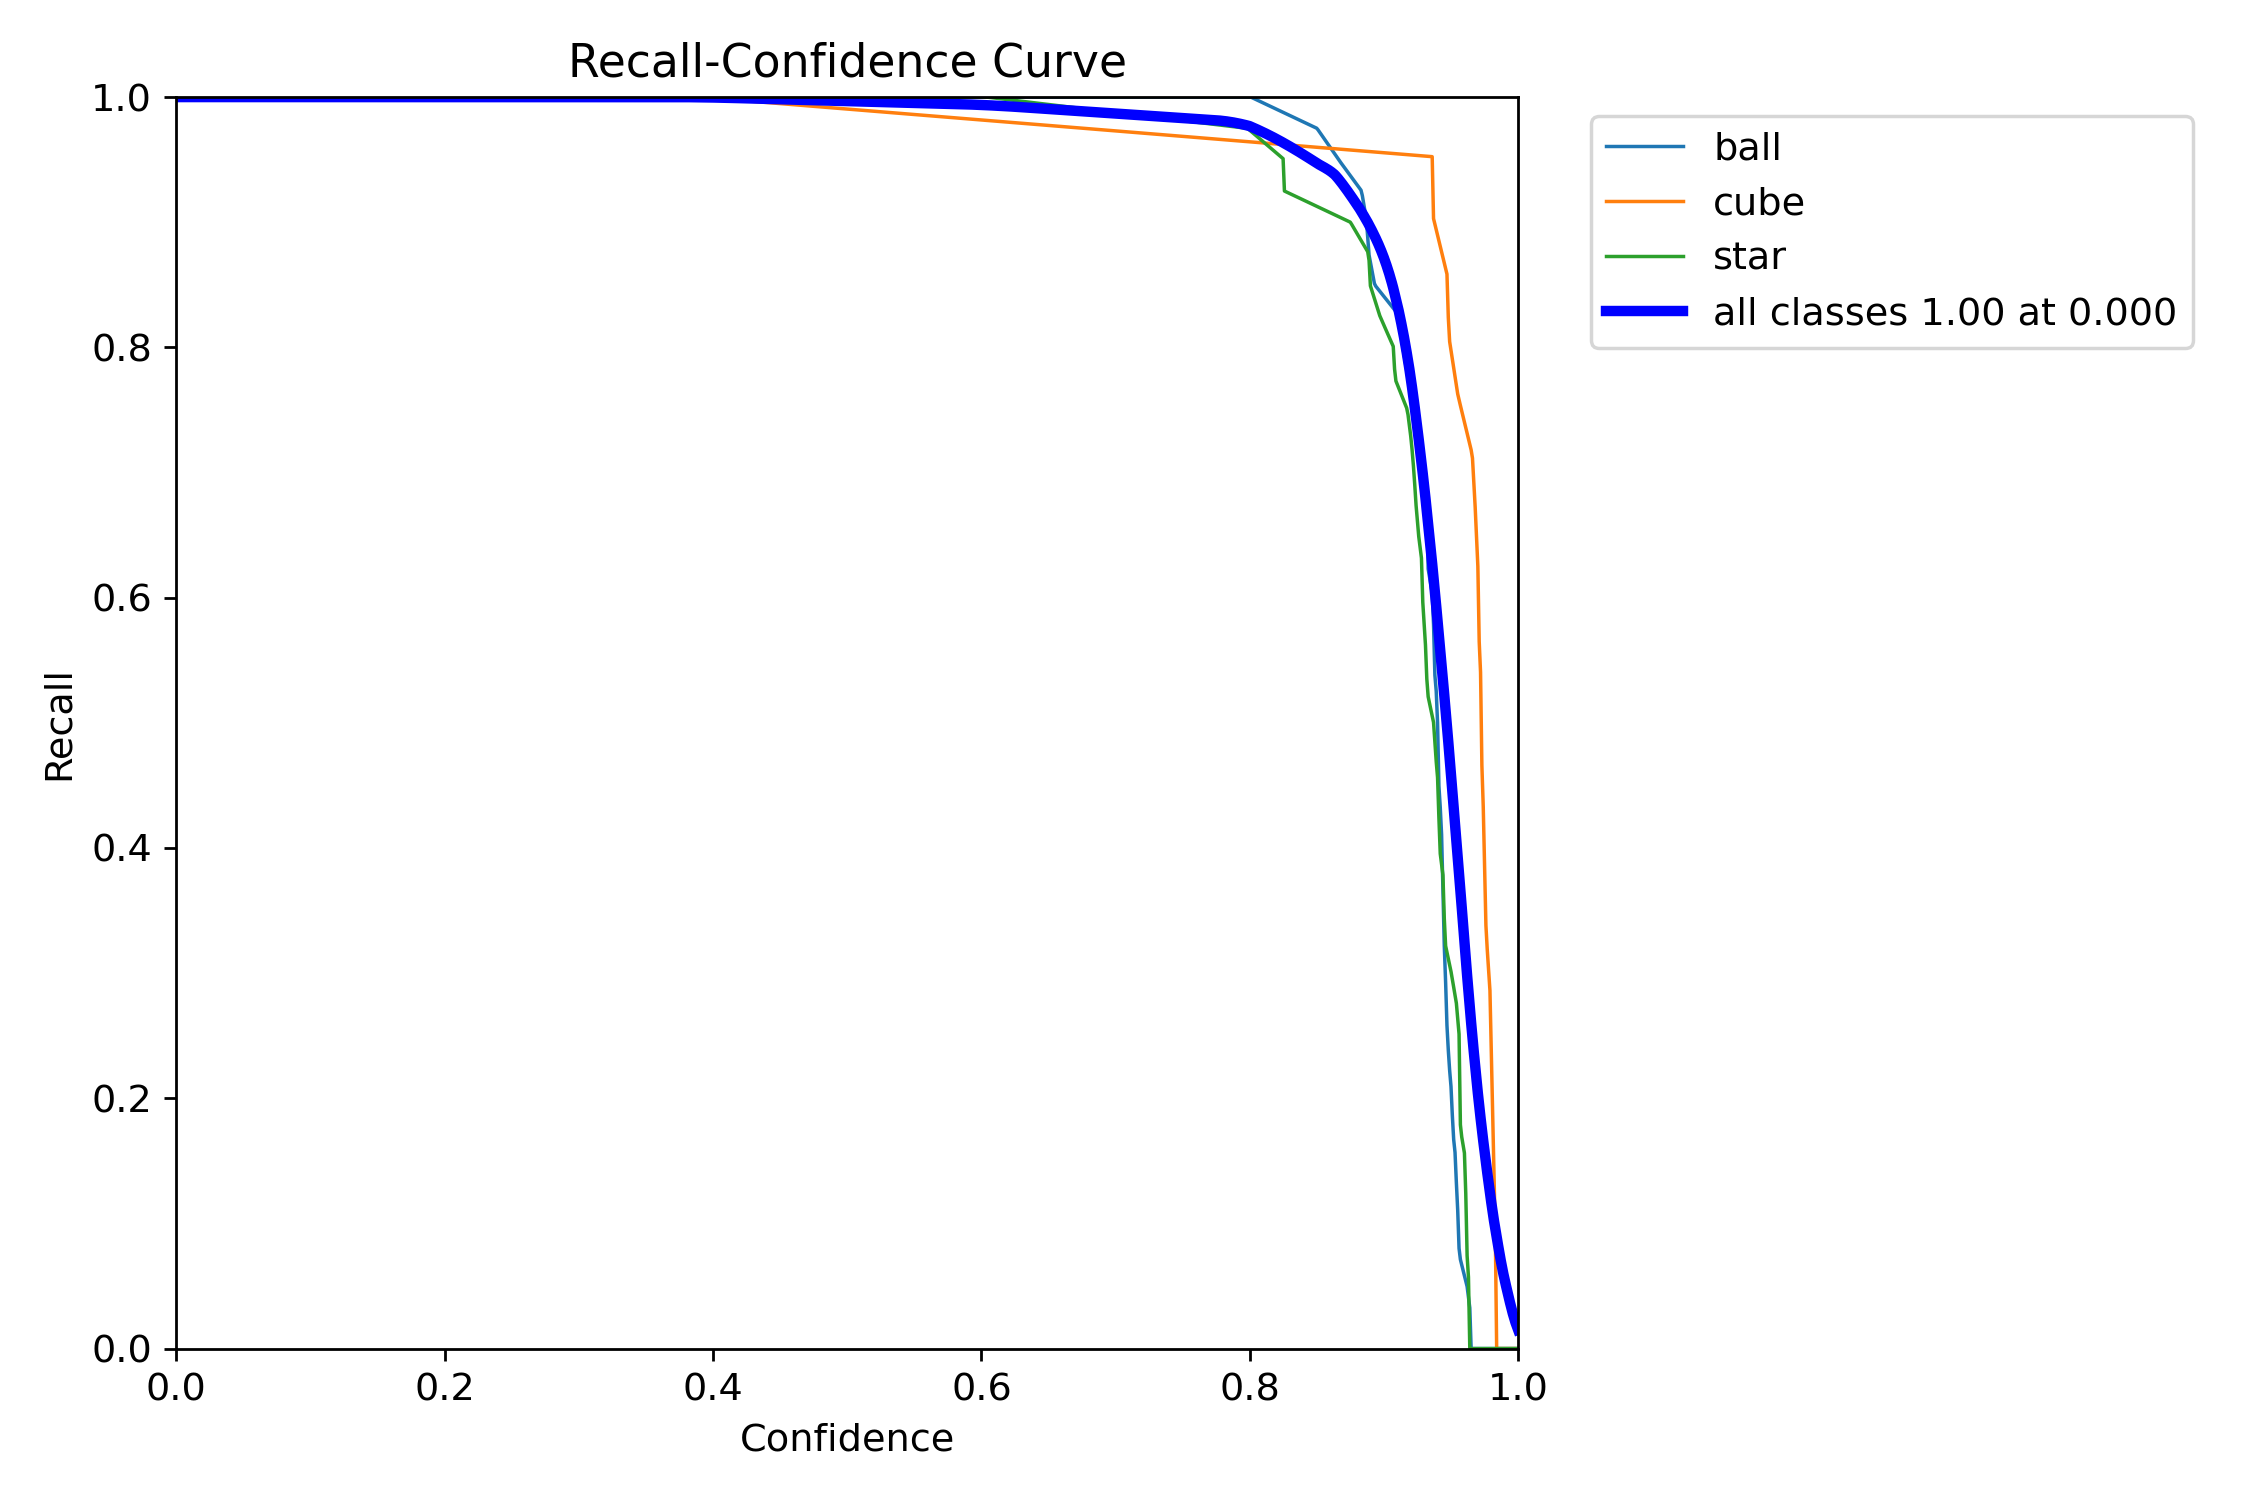 Recall-Confidence Curve
1.0
0.8
0.6
0.4
0.2
0.0
Recall
0.0 0.2 0.4 0.6 0.8 1.0
Confidence
ball
cube
star
all classes 1.00 at 0.000